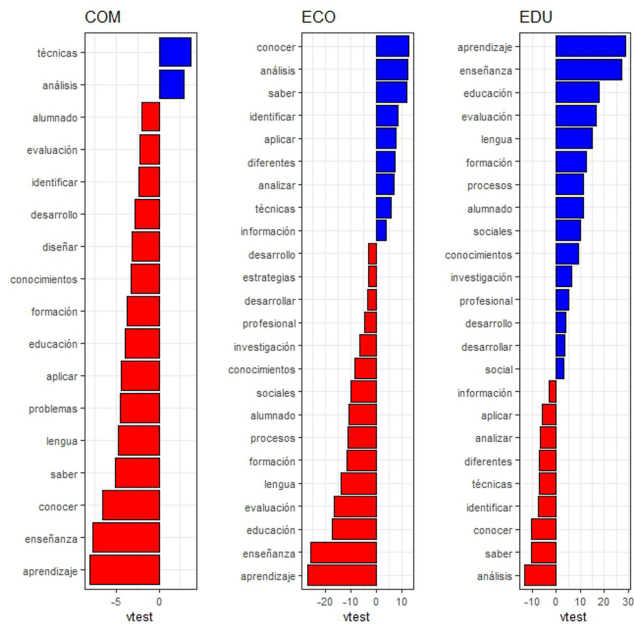 COM
técnicas
análisis
alumnado
evaluación
identificar
desarrollo
diseñar
conocimientos
formación
educación
aplicar
problemas
lengua
saber
conocer
enseñanza
aprendizaje
-5
0
vtest
ECO
conocer
análisis
saber
identificar
aplicar
diferentes
analizar
técnicas
información
desarrollo
estrategias
desarrollar
profesional
investigación
conocimientos
sociales
alumnado
procesos
formación
lengua
evaluación
educación
enseñanza
aprendizaje
-20
-10
0
10
vtest
EDU
aprendizaje
enseñanza
educación
evaluación
lengua
formación
procesos
alumnado
sociales
conocimientos
investigación
profesional
desarrollo
desarrollar
social
información
aplicar
analizar
diferentes
técnicas
identificar
conocer
saber
análisis
-10
0
10
20
30
vtest